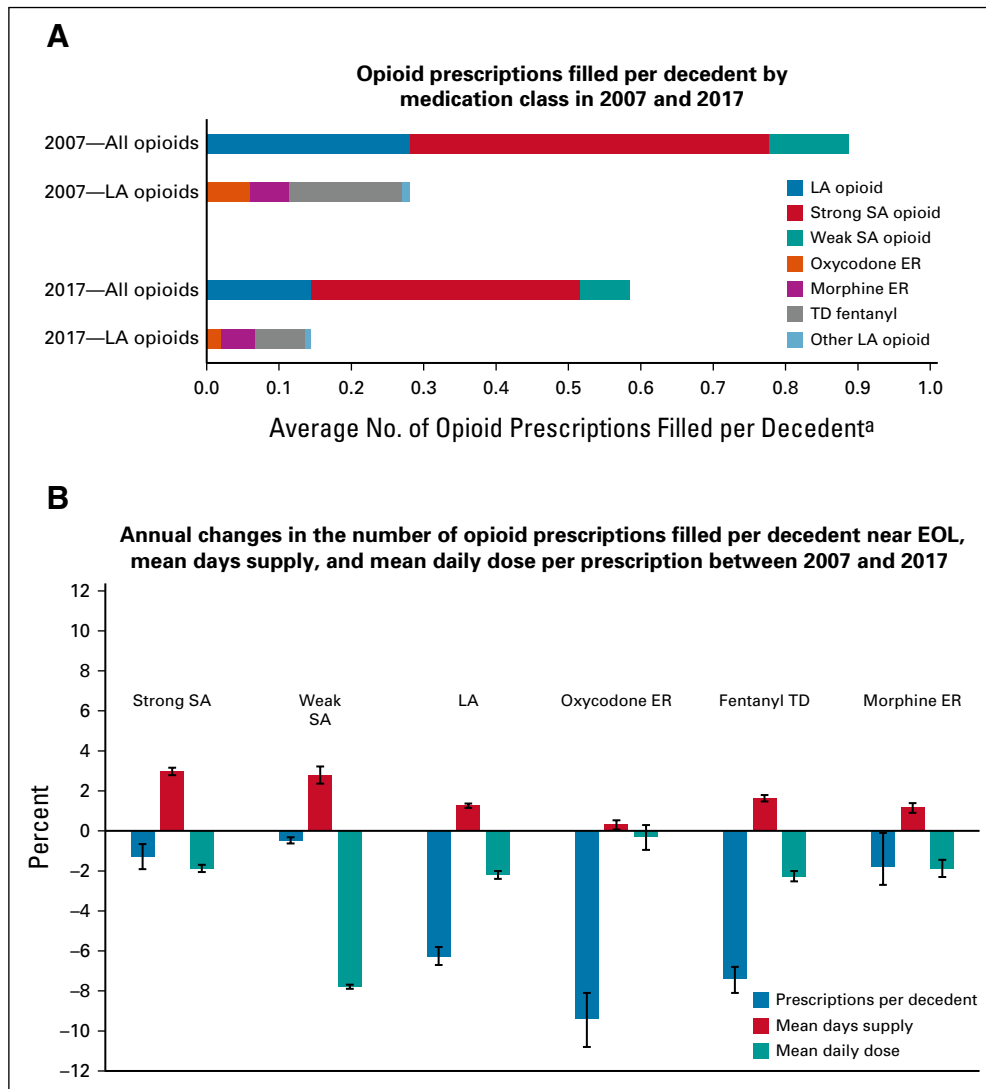 A
Opioid prescriptions filled per decedent by
medication class in 2007 and 2017
2007—All opioids
2007—LA opioids
2017—All opioids
2017—LA opioids
LA opioid
Strong SA opioid
Weak SA opioid
Oxycodone ER
Morphine ER
TD fentanyl
Other LA opioid
0.0 0.1 0.2 0.3 0.4 0.5 0.6 0.7 0.8 0.9 1.0
Average No. of Opioid Prescriptions Filled per Decedentᵃ
B
Annual changes in the number of opioid prescriptions filled per decedent near EOL,
mean days supply, and mean daily dose per prescription between 2007 and 2017
Percent
12
10
8
6
4
2
0
–2
–4
–6
–8
–10
–12
Strong SA
Weak
SA
LA
Oxycodone ER
Fentanyl TD
Morphine ER
Prescriptions per decedent
Mean days supply
Mean daily dose